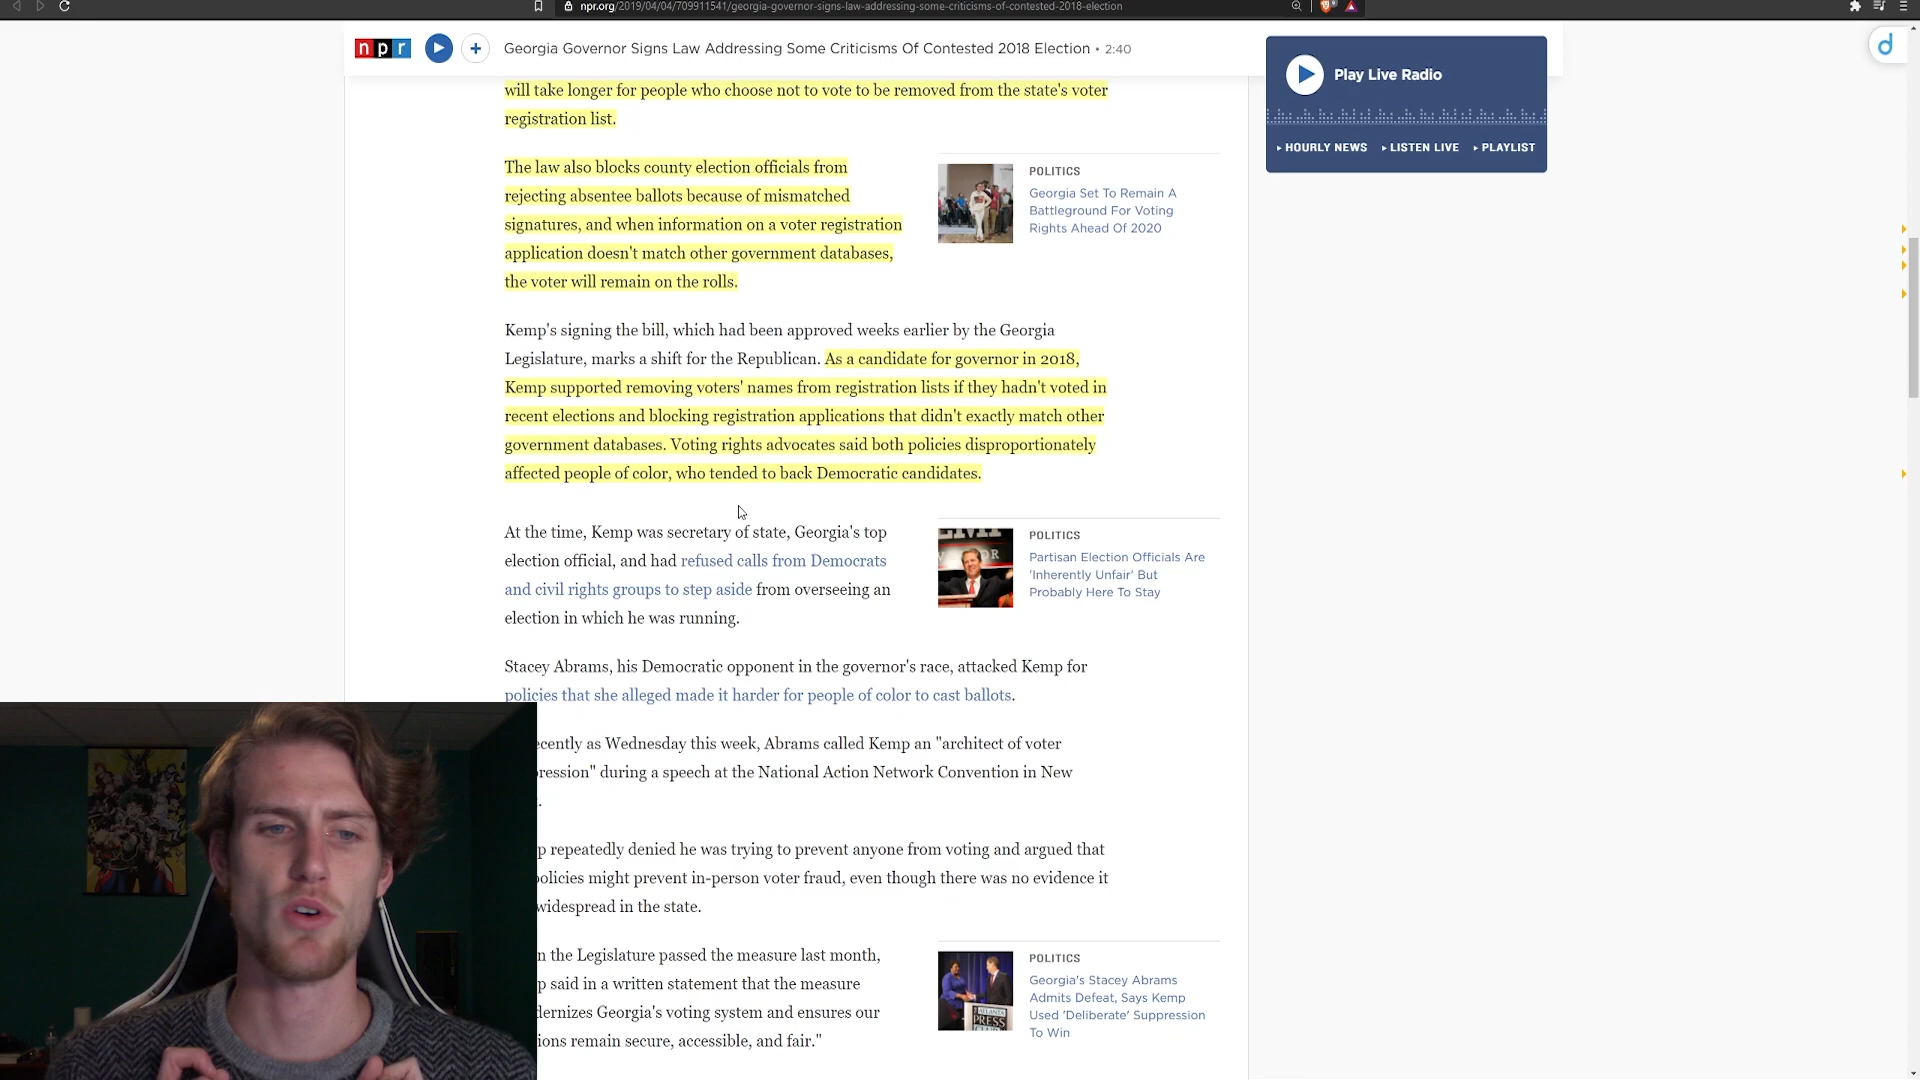 npr.org/2019/04/04/709911541/georgia-governor-signs-law-addressing-some-criticisms-of-contested-2018-election
npr
Georgia Governor Signs Law Addressing Some Criticisms Of Contested 2018 Election • 2:40
Play Live Radio
HOURLY NEWS LISTEN LIVE PLAYLIST
will take longer for people who choose not to vote to be removed from the state's voter
registration list.
The law also blocks county election officials from
rejecting absentee ballots because of mismatched
signatures, and when information on a voter registration
application doesn't match other government databases,
the voter will remain on the rolls.
POLITICS
Georgia Set To Remain A
Battleground For Voting
Rights Ahead Of 2020
Kemp's signing the bill, which had been approved weeks earlier by the Georgia
Legislature, marks a shift for the Republican. As a candidate for governor in 2018,
Kemp supported removing voters' names from registration lists if they hadn't voted in
recent elections and blocking registration applications that didn't exactly match other
government databases. Voting rights advocates said both policies disproportionately
affected people of color, who tended to back Democratic candidates.
At the time, Kemp was secretary of state, Georgia's top
election official, and had refused calls from Democrats
and civil rights groups to step aside from overseeing an
election in which he was running.
POLITICS
Partisan Election Officials Are
'Inherently Unfair' But
Probably Here To Stay
Stacey Abrams, his Democratic opponent in the governor's race, attacked Kemp for
policies that she alleged made it harder for people of color to cast ballots.
ecently as Wednesday this week, Abrams called Kemp an "architect of voter
pression" during a speech at the National Action Network Convention in New
.
p repeatedly denied he was trying to prevent anyone from voting and argued that
policies might prevent in-person voter fraud, even though there was no evidence it
widespread in the state.
n the Legislature passed the measure last month,
p said in a written statement that the measure
dernizes Georgia's voting system and ensures our
ions remain secure, accessible, and fair."
POLITICS
Georgia's Stacey Abrams
Admits Defeat, Says Kemp
Used 'Deliberate' Suppression
To Win
ATLANTA
PRESS